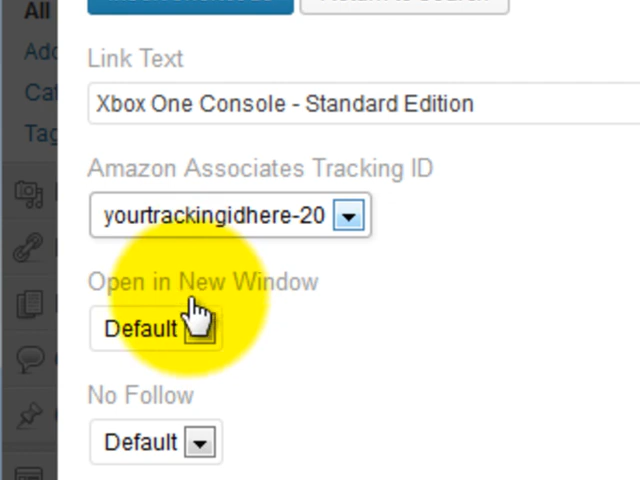 All
Link Text
Xbox One Console - Standard Edition
Amazon Associates Tracking ID
yourtrackingidhere-20
Open in New Window
Default
No Follow
Default